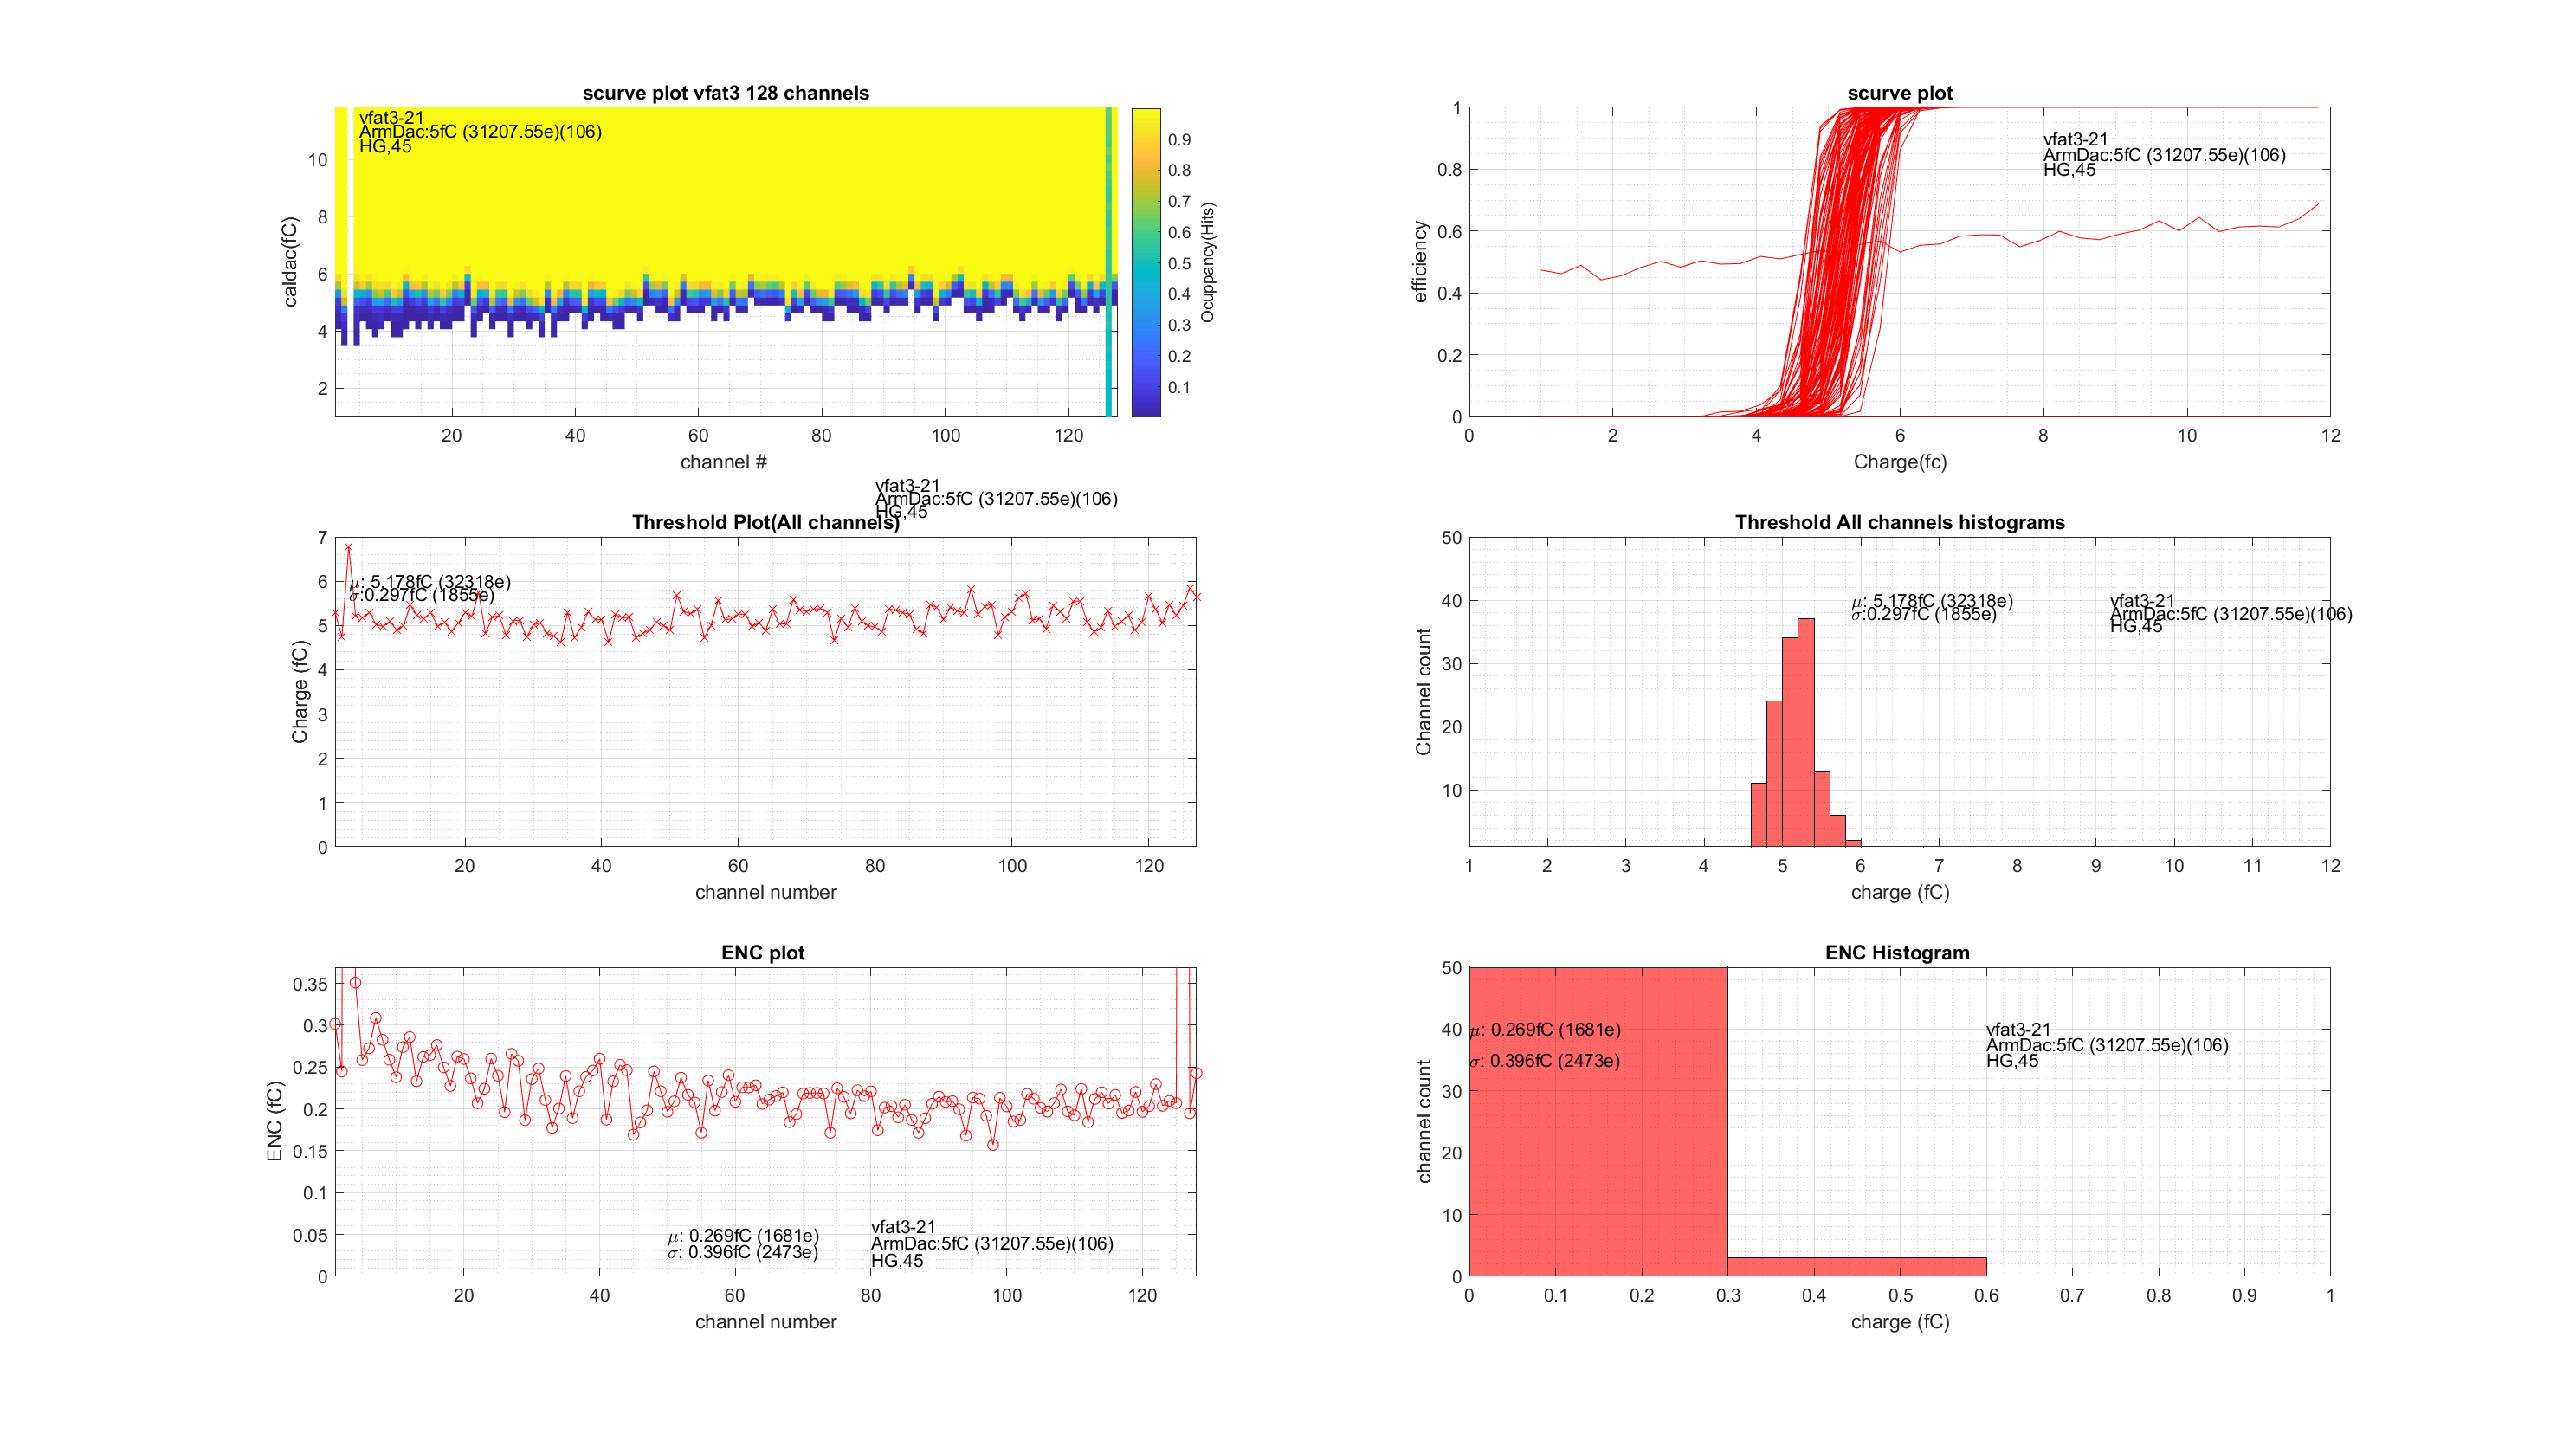 scurve plot vfat3 128 channels
vfat3-21
ArmDac:5fC (31207.55e)(106)
HG,45
10
8
6
4
2
caldac(fC)
20 40 60 80 100 120
channel #
0.9
0.8
0.7
0.6
0.5
0.4
0.3
0.2
0.1
Ocuppancy(Hits)
scurve plot
vfat3-21
ArmDac:5fC (31207.55e)(106)
HG,45
1
0.8
0.6
0.4
0.2
0
efficiency
0 2 4 6 8 10 12
Charge(fc)
vfat3-21
ArmDac:5fC (31207.55e)(106)
HG,45
Threshold Plot(All channels)
μ: 5.178fC (32318e)
σ:0.297fC (1855e)
7
6
5
4
3
2
1
0
Charge (fC)
20 40 60 80 100 120
channel number
Threshold All channels histograms
μ: 5.178fC (32318e)
σ:0.297fC (1855e)
vfat3-21
ArmDac:5fC (31207.55e)(106)
HG,45
50
40
30
20
10
Channel count
1 2 3 4 5 6 7 8 9 10 11 12
charge (fC)
ENC plot
0.35
0.3
0.25
0.2
0.15
0.1
0.05
0
ENC (fC)
μ: 0.269fC (1681e)
σ: 0.396fC (2473e)
vfat3-21
ArmDac:5fC (31207.55e)(106)
HG,45
20 40 60 80 100 120
channel number
ENC Histogram
50
40
30
20
10
0
channel count
μ: 0.269fC (1681e)
σ: 0.396fC (2473e)
vfat3-21
ArmDac:5fC (31207.55e)(106)
HG,45
0 0.1 0.2 0.3 0.4 0.5 0.6 0.7 0.8 0.9 1
charge (fC)